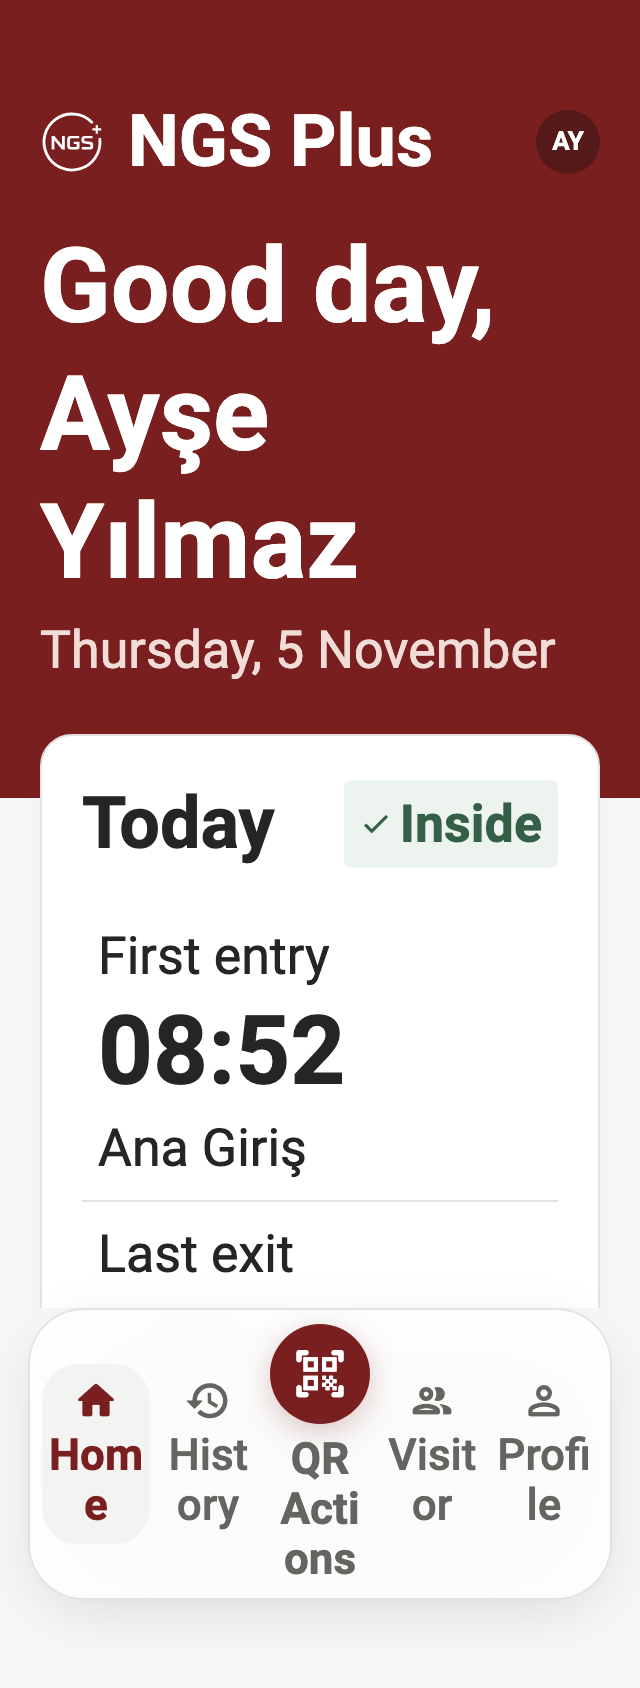 NGS+ NGS Plus AY
Good day,
Ayşe
Yılmaz
Thursday, 5 November
Today Inside
First entry
08:52
Ana Giriş
Last exit
Hom
e
Hist
ory
QR
Acti
ons
Visit
or
Profi
le